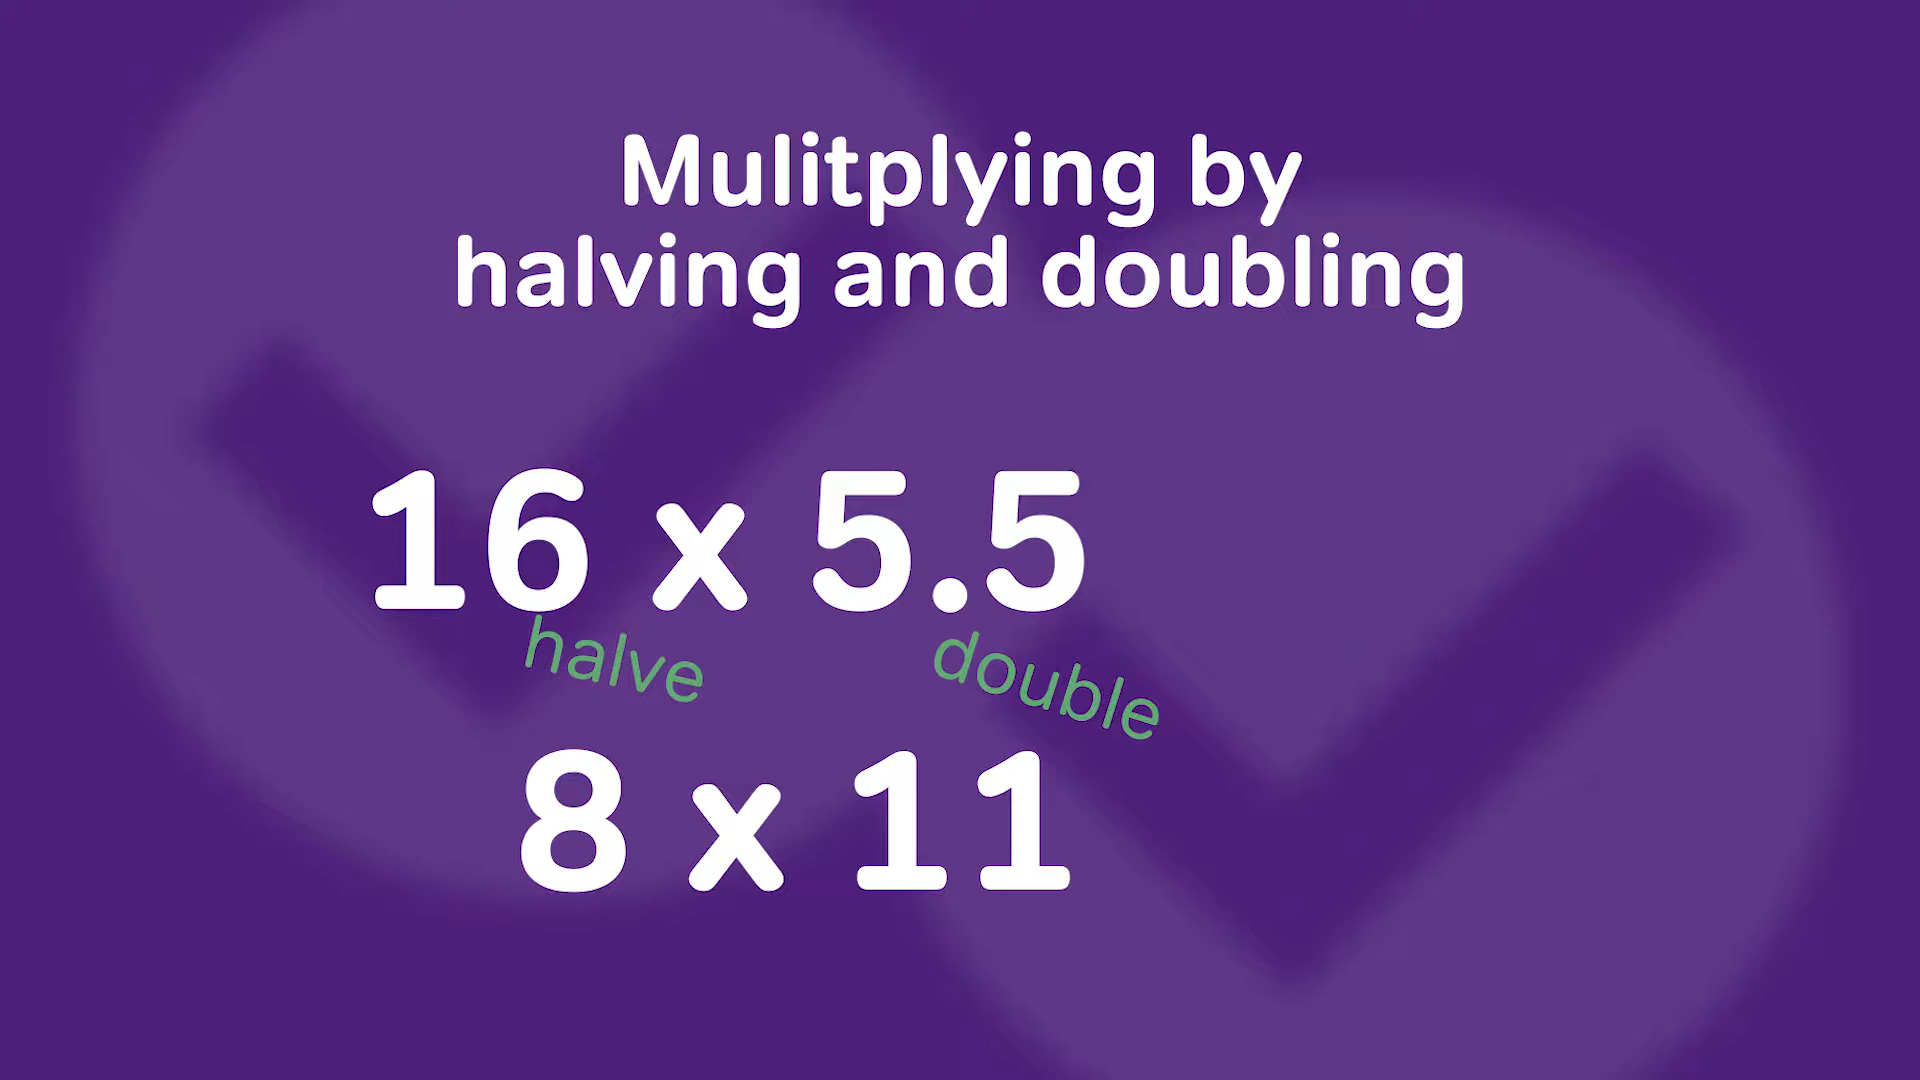 Mulitplying by
halving and doubling
16 x 5.5
halve double
8 x 11